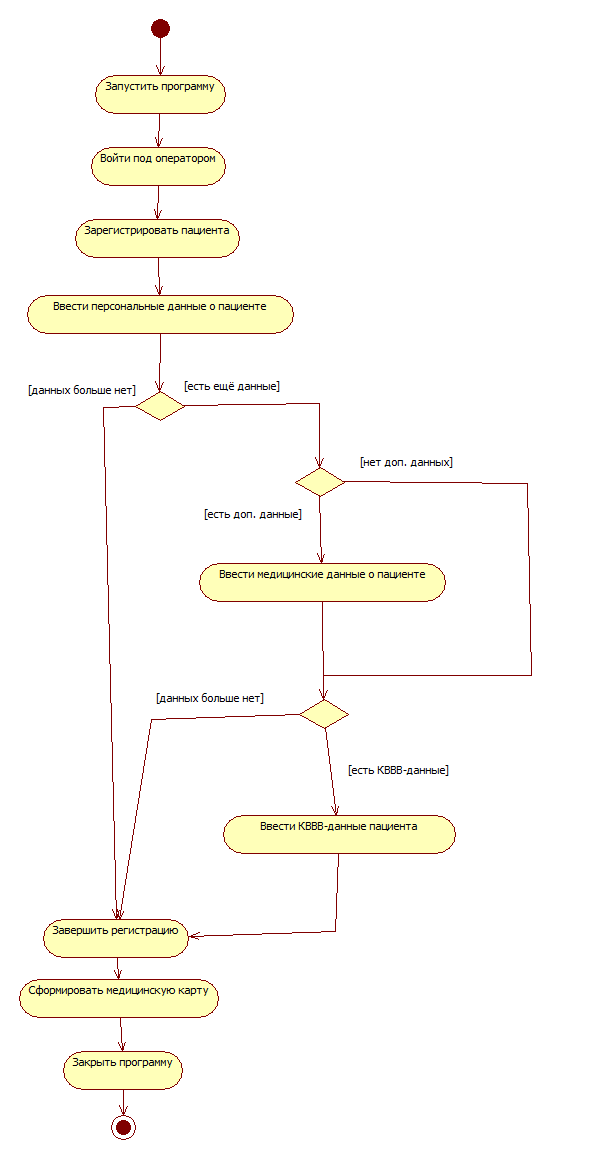 Запустить программу
Войти под оператором
Зарегистрировать пациента
Ввести персональные данные о пациенте
[данных больше нет]
[есть ещё данные]
[нет доп. данных]
[есть доп. данные]
Ввести медицинские данные о пациенте
[данных больше нет]
[есть КВВВ-данные]
Ввести КВВВ-данные пациента
Завершить регистрацию
Сформировать медицинскую карту
Закрыть программу